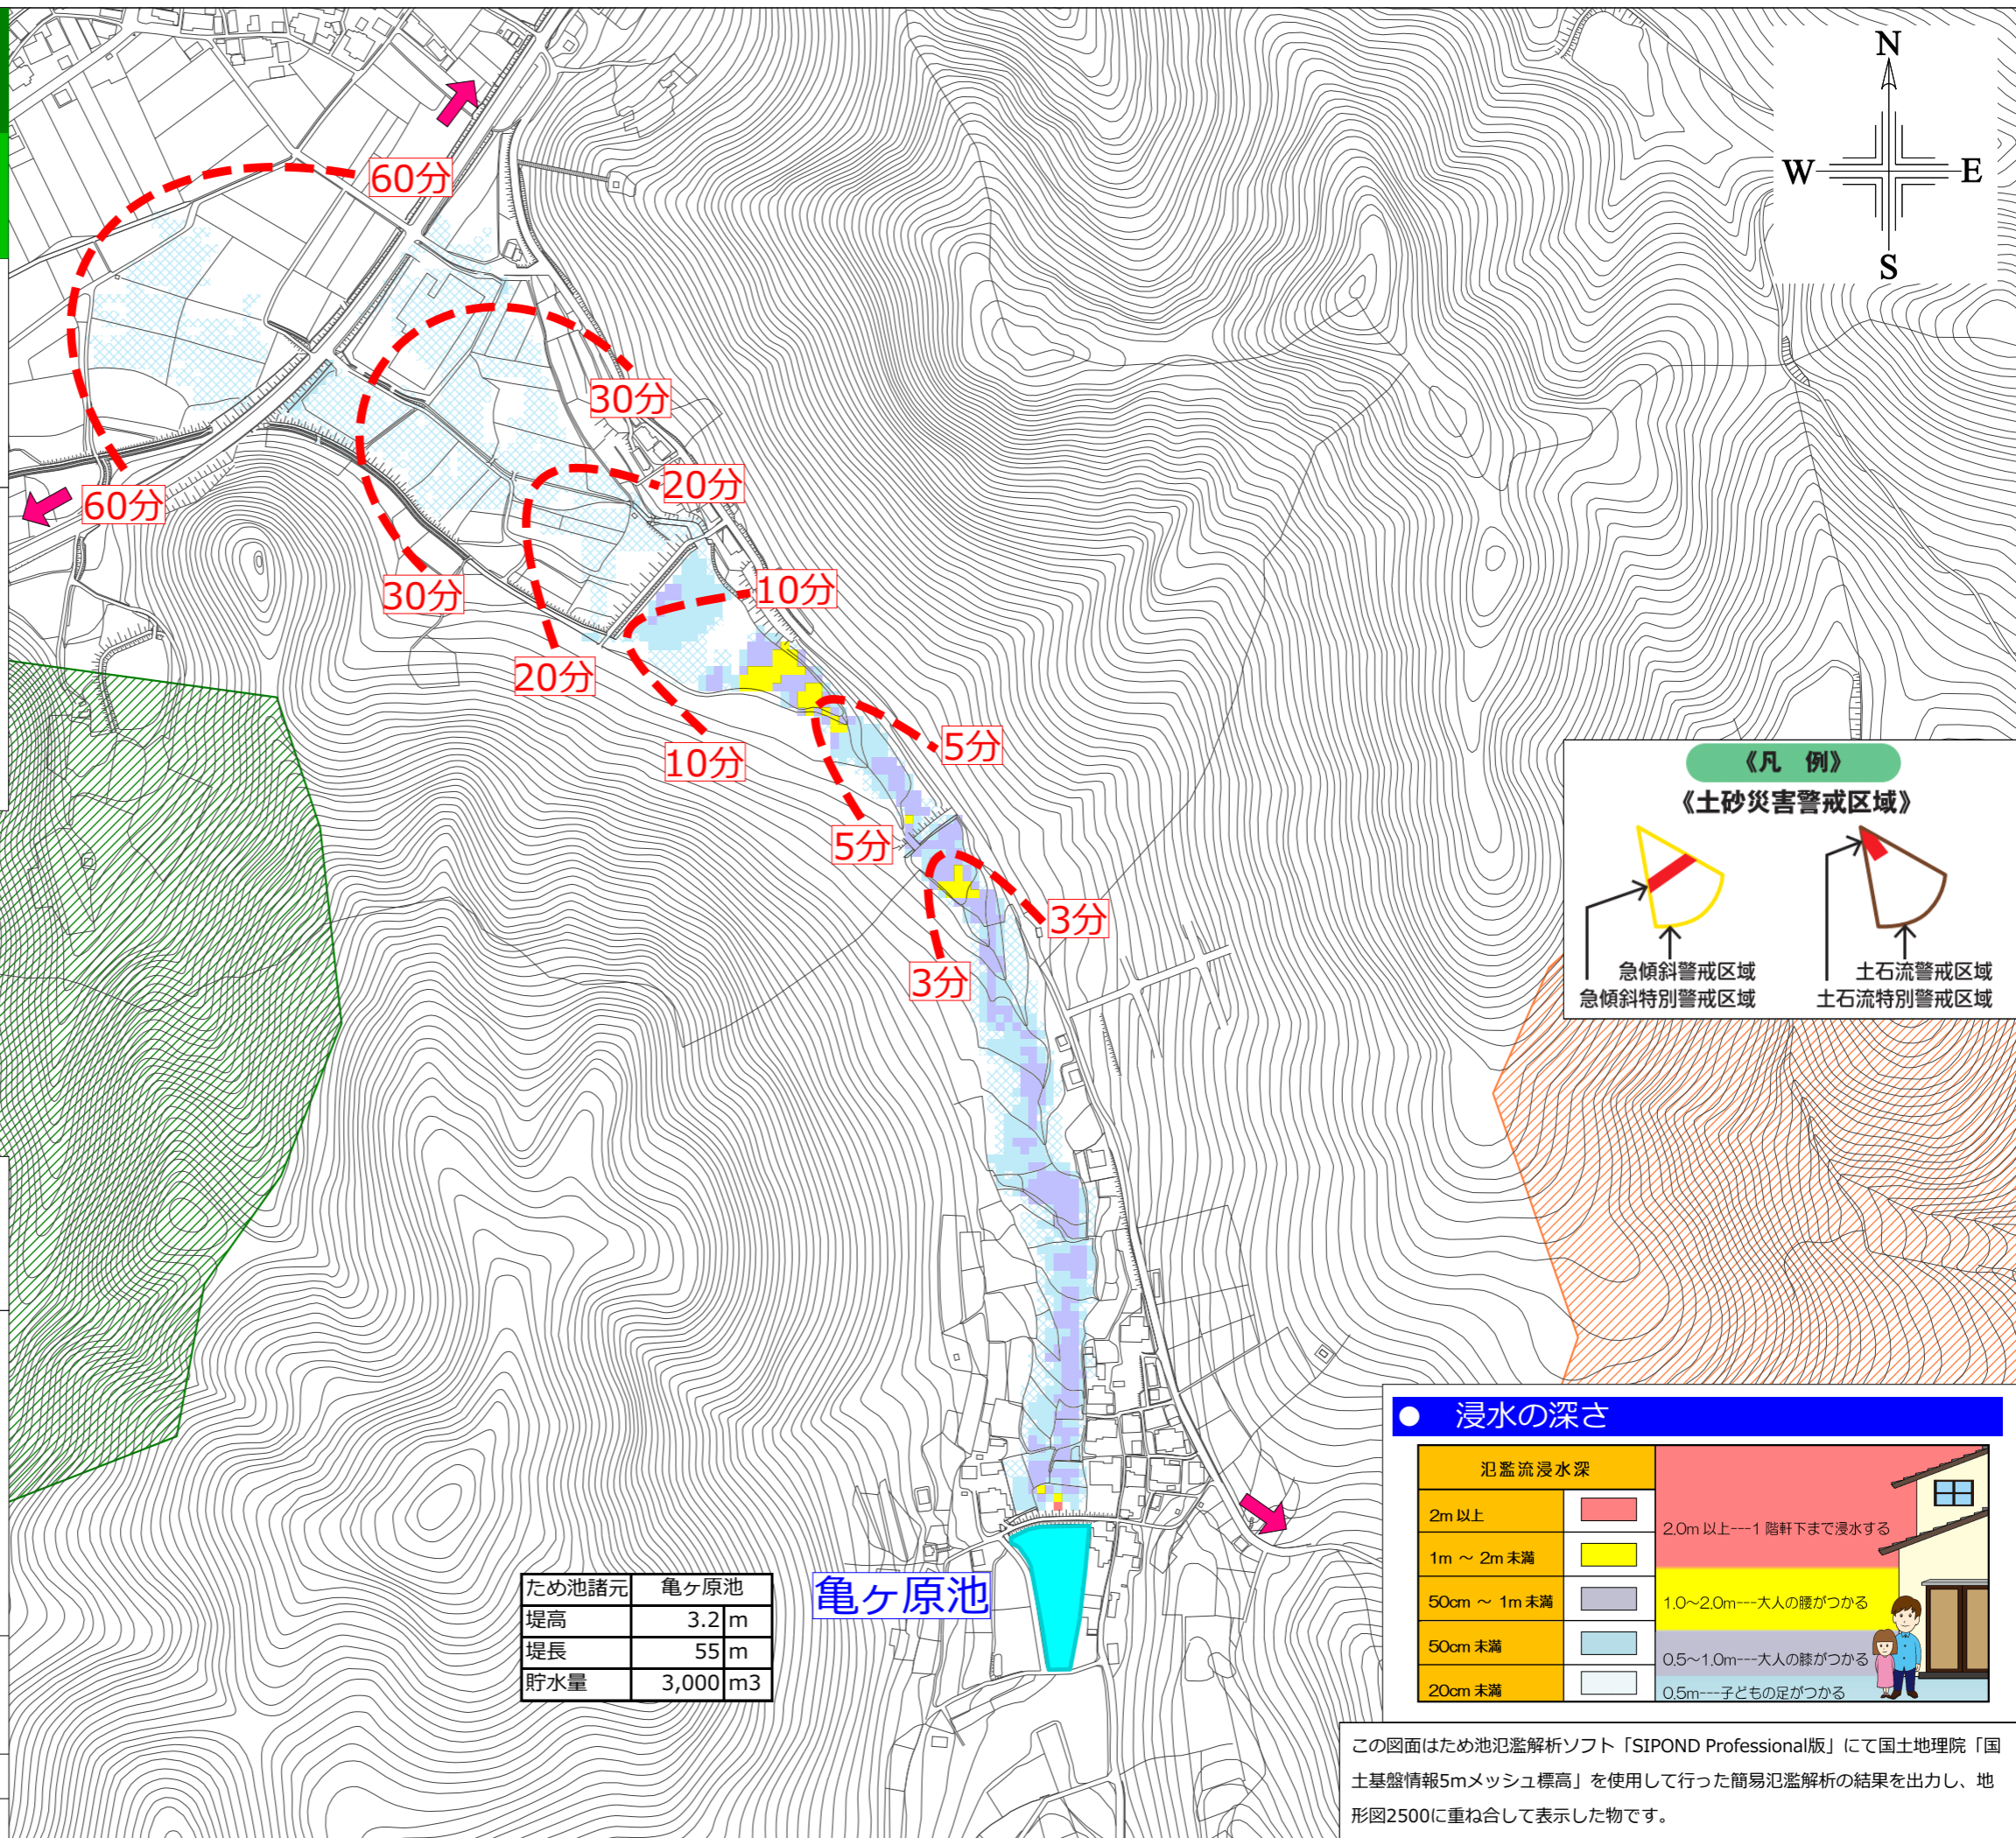 N
W
E
S
60分
60分
30分
30分
20分
20分
10分
10分
5分
5分
3分
3分
《凡 例》
《土砂災害警戒区域》
急傾斜警戒区域
急傾斜特別警戒区域
土石流警戒区域
土石流特別警戒区域
亀ヶ原池
ため池諸元 亀ヶ原池
堤高 3.2 m
堤長 55 m
貯水量 3,000 m3
● 浸水の深さ
氾濫流浸水深
2m 以上
1m ～ 2m 未満
50cm ～ 1m 未満
50cm 未満
20cm 未満
2.0m 以上---1 階軒下まで浸水する
1.0～2.0m---大人の腰がつかる
0.5～1.0m---大人の膝がつかる
0.5m---子どもの足がつかる
この図面はため池氾濫解析ソフト「SIPOND Professional版」にて国土地理院「国
土基盤情報5mメッシュ標高」を使用して行った簡易氾濫解析の結果を出力し、地
形図2500に重ね合して表示した物です。